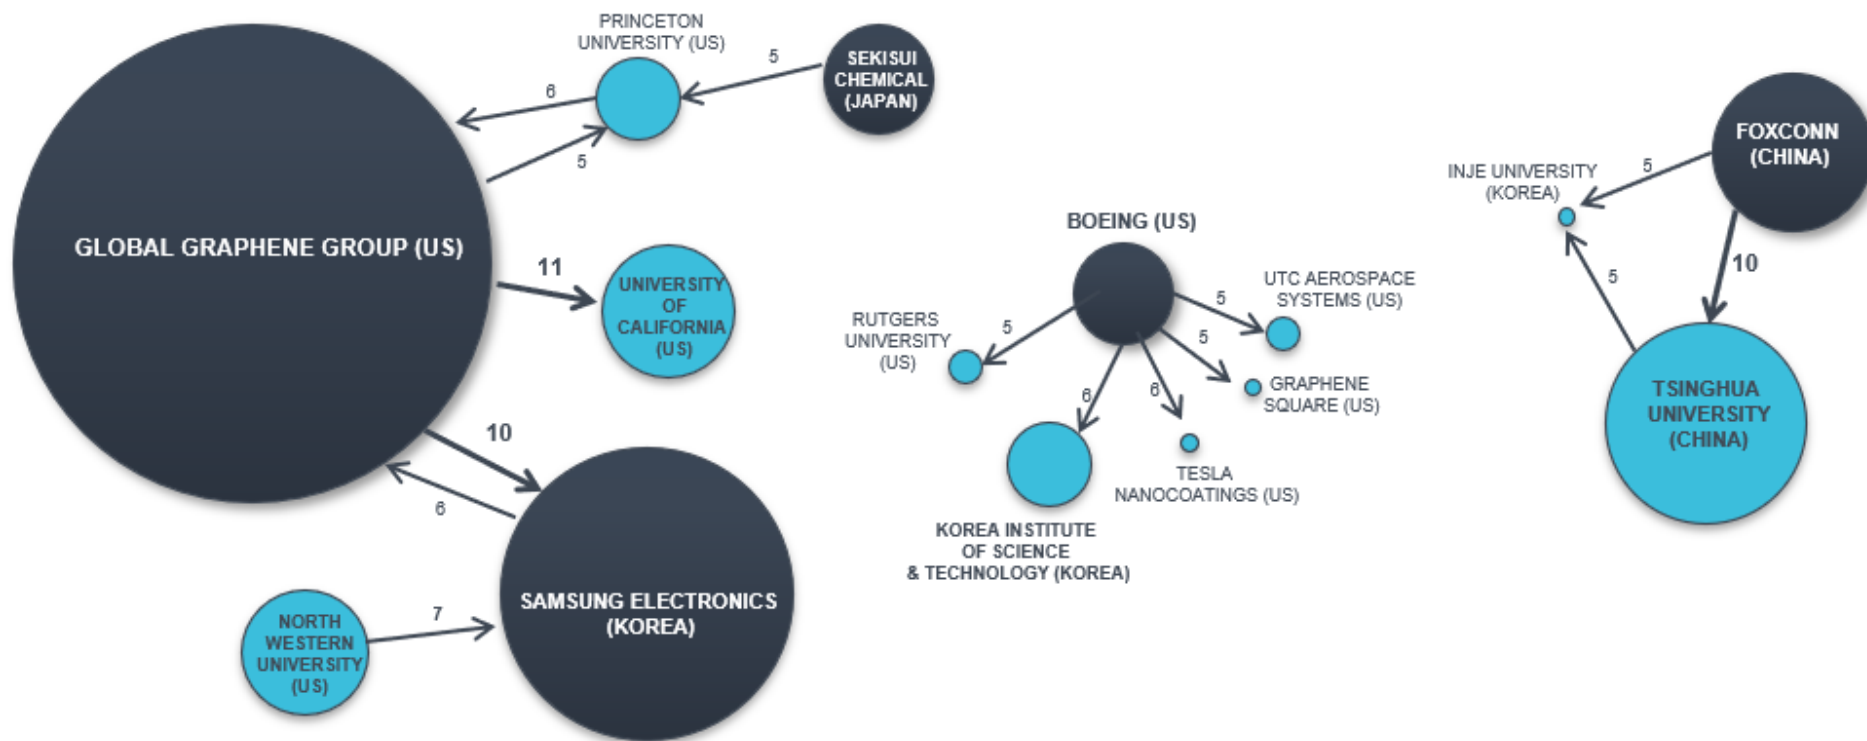 PRINCETON
UNIVERSITY (US)
5
SEKISUI
CHEMICAL
(JAPAN)
6
5
GLOBAL GRAPHENE GROUP (US)
11
UNIVERSITY
OF
CALIFORNIA
(US)
10
6
SAMSUNG ELECTRONICS
(KOREA)
7
NORTH
WESTERN
UNIVERSITY
(US)
BOEING (US)
RUTGERS
UNIVERSITY
(US)
5
UTC AEROSPACE
SYSTEMS (US)
5
5
GRAPHENE
SQUARE (US)
6
6
TESLA
NANOCOATINGS (US)
KOREA INSTITUTE
OF SCIENCE
& TECHNOLOGY (KOREA)
FOXCONN
(CHINA)
INJE UNIVERSITY
(KOREA)
5
10
5
TSINGHUA
UNIVERSITY
(CHINA)